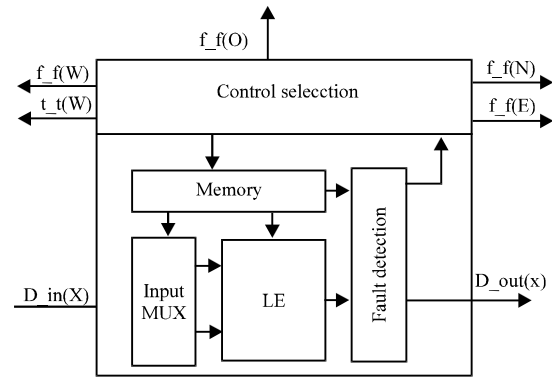 f_f(O)
f_f(W)
f_f(N)
Control selecction
t_t(W)
f_f(E)
Memory
Fault detection
D_in(X)
Input
MUX
LE
D_out(x)